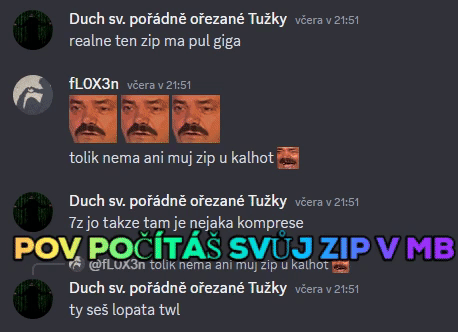 Duch sv. pořádně ořezané Tužky včera v 21:51
realne ten zip ma pul giga
fL0X3n včera v 21:51
tolik nema ani muj zip u kalhot
Duch sv. pořádně ořezané Tužky včera v 21:51
7z jo takze tam je nejaka komprese
POV POČÍTÁŠ SVŮJ ZIP V MB
@fL0X3n tolik nema ani muj zip u kalhot
Duch sv. pořádně ořezané Tužky včera v 21:51
ty seš lopata twl